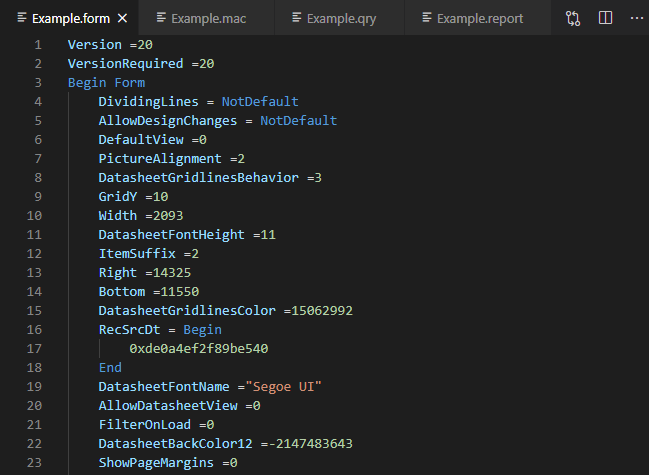 Example.form Example.mac Example.qry Example.report
1 Version =20
2 VersionRequired =20
3 Begin Form
4 DividingLines = NotDefault
5 AllowDesignChanges = NotDefault
6 DefaultView =0
7 PictureAlignment =2
8 DatasheetGridlinesBehavior =3
9 GridY =10
10 Width =2093
11 DatasheetFontHeight =11
12 ItemSuffix =2
13 Right =14325
14 Bottom =11550
15 DatasheetGridlinesColor =15062992
16 RecSrcDt = Begin
17 0xde0a4ef2f89be540
18 End
19 DatasheetFontName ="Segoe UI"
20 AllowDatasheetView =0
21 FilterOnLoad =0
22 DatasheetBackColor12 =-2147483643
23 ShowPageMargins =0